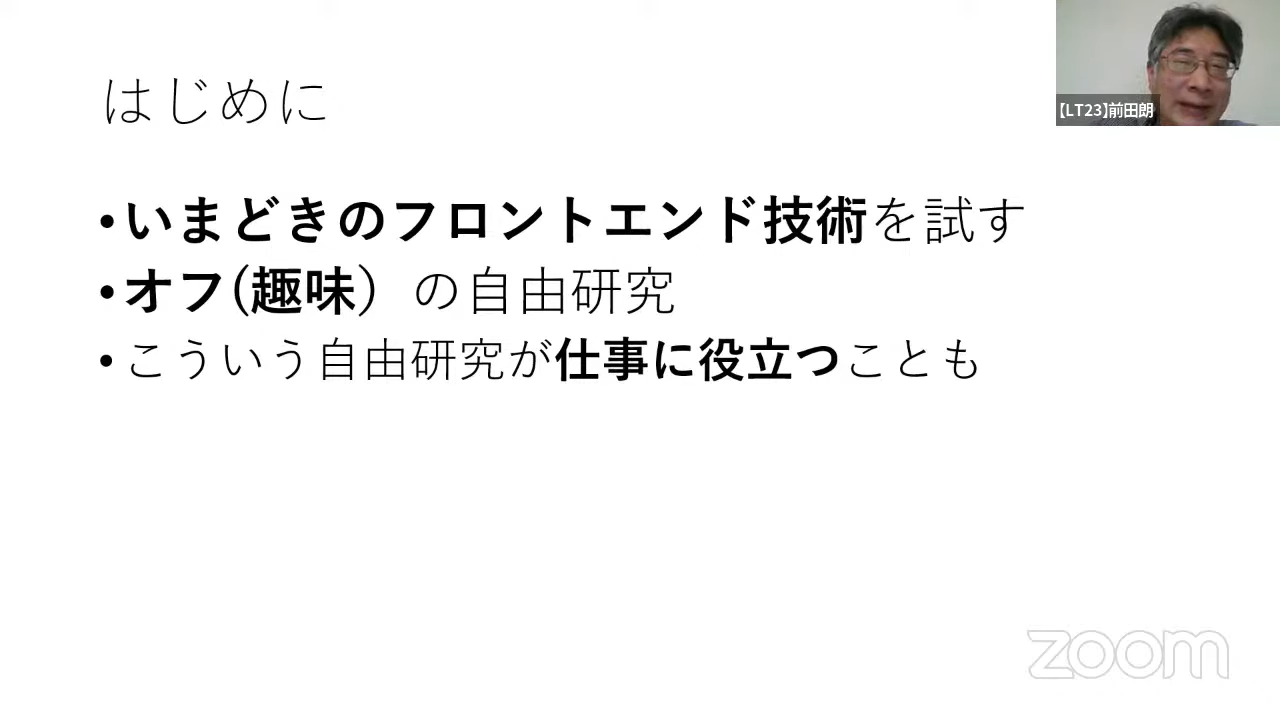 はじめに
【LT23】前田朗
•いまどきのフロントエンド技術を試す
•オフ(趣味）の自由研究
•こういう自由研究が仕事に役立つことも
zoom